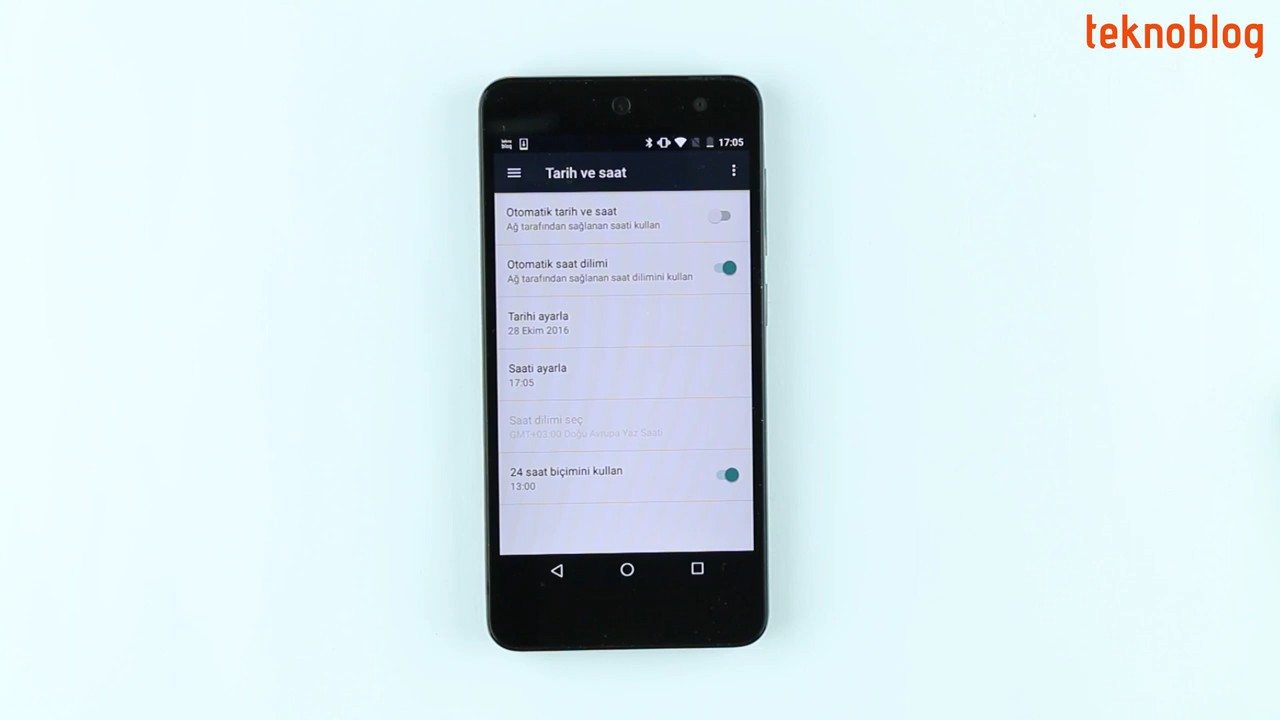 teknoblog
tekno
blog
17:05
Tarih ve saat
Otomatik tarih ve saat
Ağ tarafından sağlanan saati kullan
Otomatik saat dilimi
Ağ tarafından sağlanan saat dilimini kullan
Tarihi ayarla
28 Ekim 2016
Saati ayarla
17:05
Saat dilimi seç
GMT+03:00 Doğu Avrupa Yaz Saati
24 saat biçimini kullan
13:00